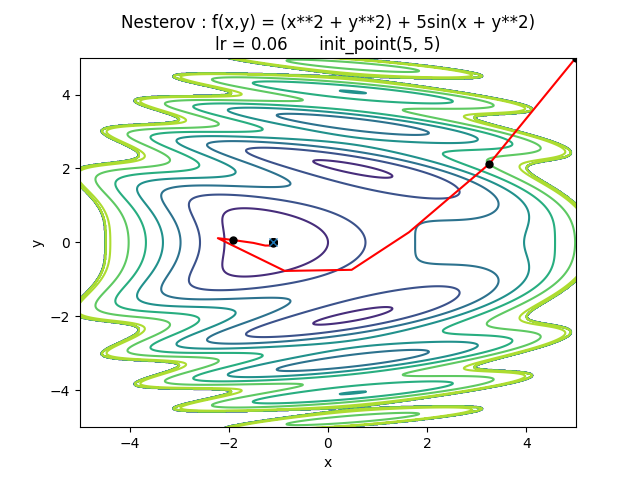 Nesterov : f(x,y) = (x**2 + y**2) + 5sin(x + y**2)
lr = 0.06 init_point(5, 5)
4
2
0
−2
−4
y
−4 −2 0 2 4
x